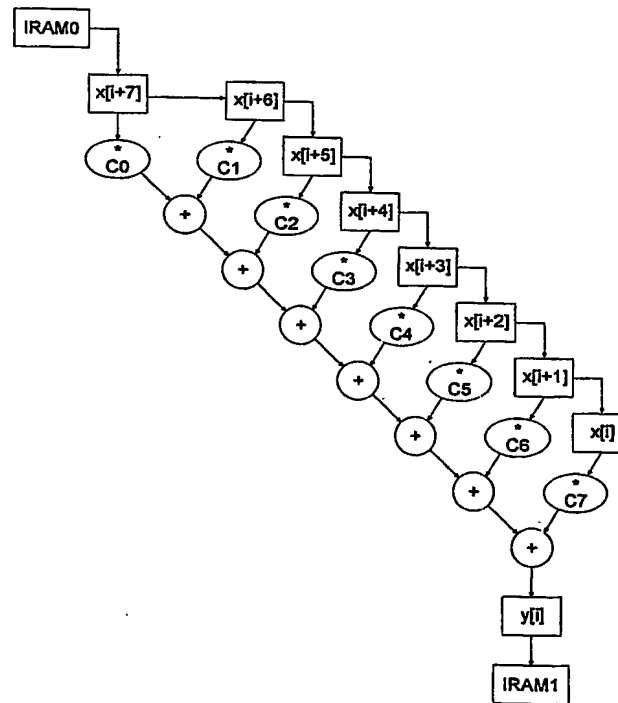 IRAM0
x[i+7]
x[i+6]
*
C0
*
C1
x[i+5]
+
*
C2
x[i+4]
+
*
C3
x[i+3]
+
*
C4
x[i+2]
+
*
C5
x[i+1]
+
*
C6
x[i]
+
*
C7
+
y[i]
IRAM1